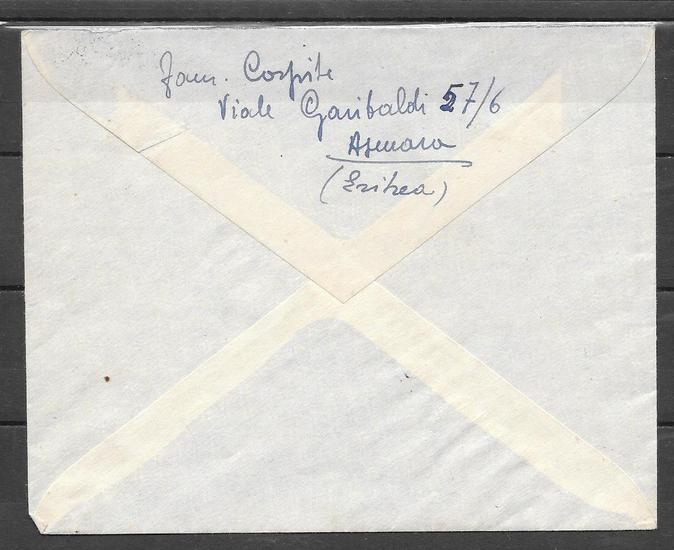 Fam. Cospite
Viale Garibaldi 57/6
Asmara
(Eritrea)